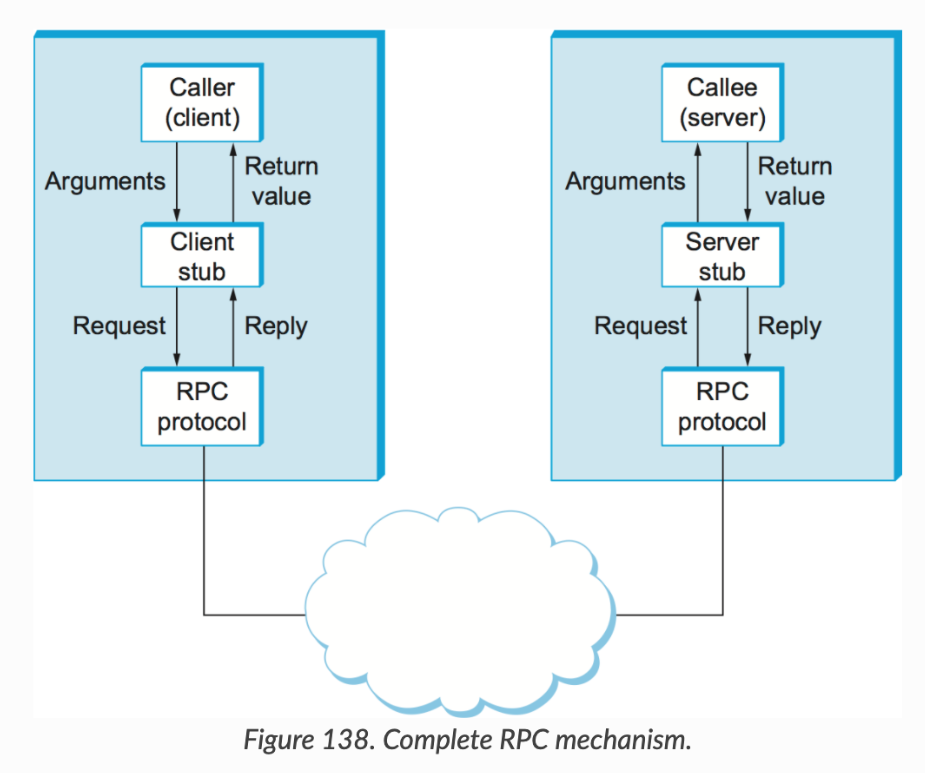 Caller
(client)
Arguments
Return
value
Client
stub
Request
Reply
RPC
protocol
Callee
(server)
Arguments
Return
value
Server
stub
Request
Reply
RPC
protocol
Figure 138. Complete RPC mechanism.